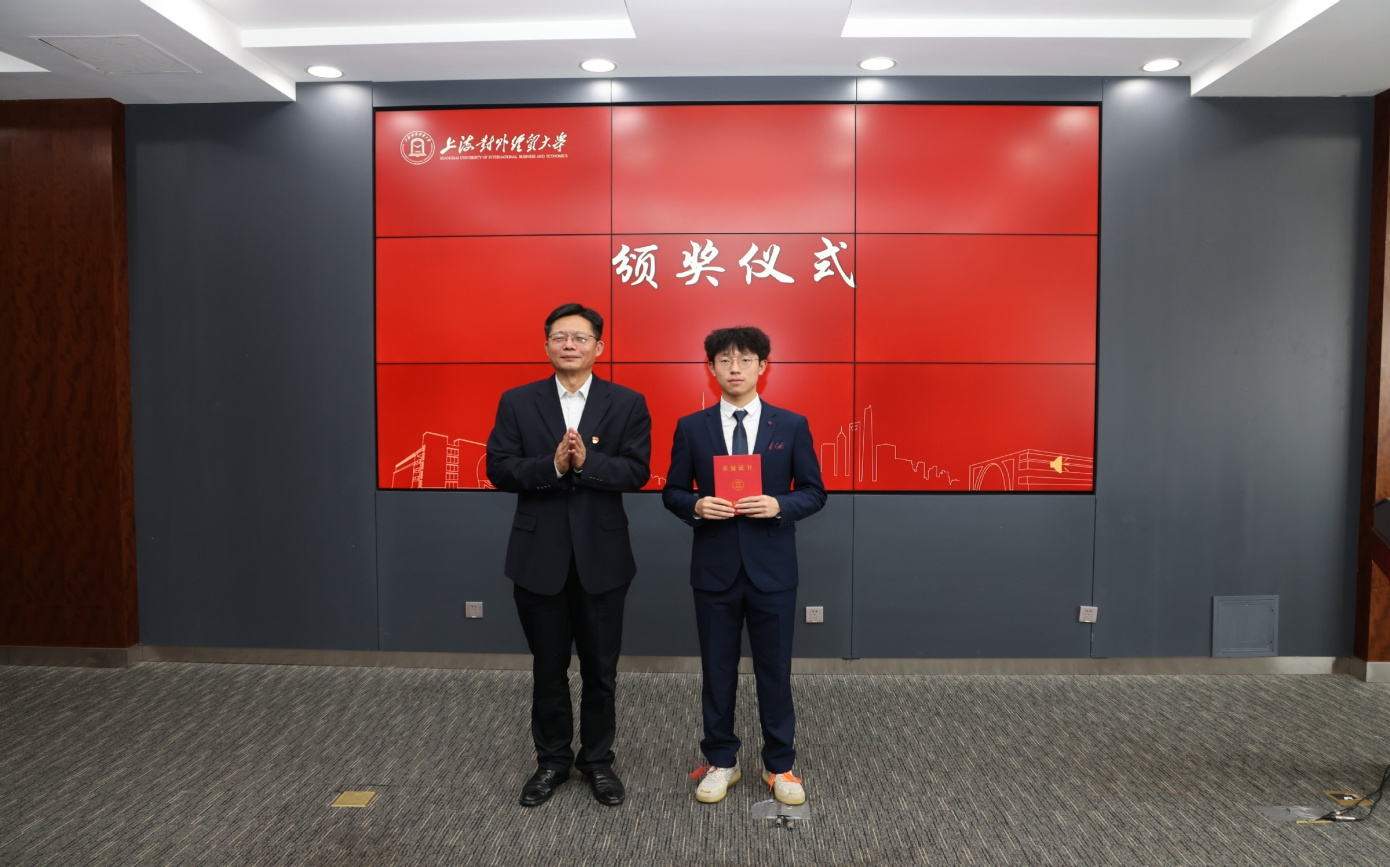 上海对外经贸大学
SHANGHAI UNIVERSITY OF INTERNATIONAL BUSINESS AND ECONOMICS
颁奖仪式
荣誉证书